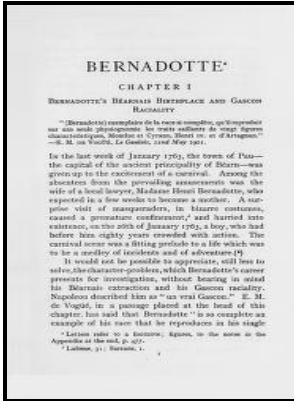 BERNADOTTE*
CHAPTER I
BERNADOTTE'S BÉARNAIS BIRTHPLACE AND GASCON
RACIALITY
"(Bernadotte) exemplaire de la race si complète, qu'il reproduit
sur une seule physiognomie les traits saillants de vingt figures
charactéristiques, Montluc et Cyrano, Henri IV. et d'Artagnan."
—E. M. DE VOGÜÉ, Le Gaulois, 22nd May 1901.
IN the last week of January 1763, the town of Pau—
the capital of the ancient principality of Béarn—was
given up to the excitement of a carnival. Among the
absentees from the prevailing amusements was the
wife of a local lawyer, Madame Henri Bernadotte, who
expected in a few weeks to become a mother. A sur-
prise visit of masqueraders, in bizarre costumes,
caused a premature confinement,¹ and hurried into
existence, on the 26th of January 1763, a boy, who had
before him eighty years crowded with action. The
carnival scene was a fitting prelude to a life which was
to be a medley of incidents and of adventure.(*)
It would not be possible to appreciate, still less to
solve, the character-problem, which Bernadotte's career
presents for investigation, without bearing in mind
his Béarnais extraction and his Gascon raciality.
Napoleon described him as "un vrai Gascon." E. M.
de Vogüé, in a passage placed at the head of this
chapter, has said that Bernadotte "is so complete an
example of his race that he reproduces in his single
* Letters refer to a footnote; figures, to the notes in the
Appendix at the end, p.
Lafosse, 31; Sarrans, 1.